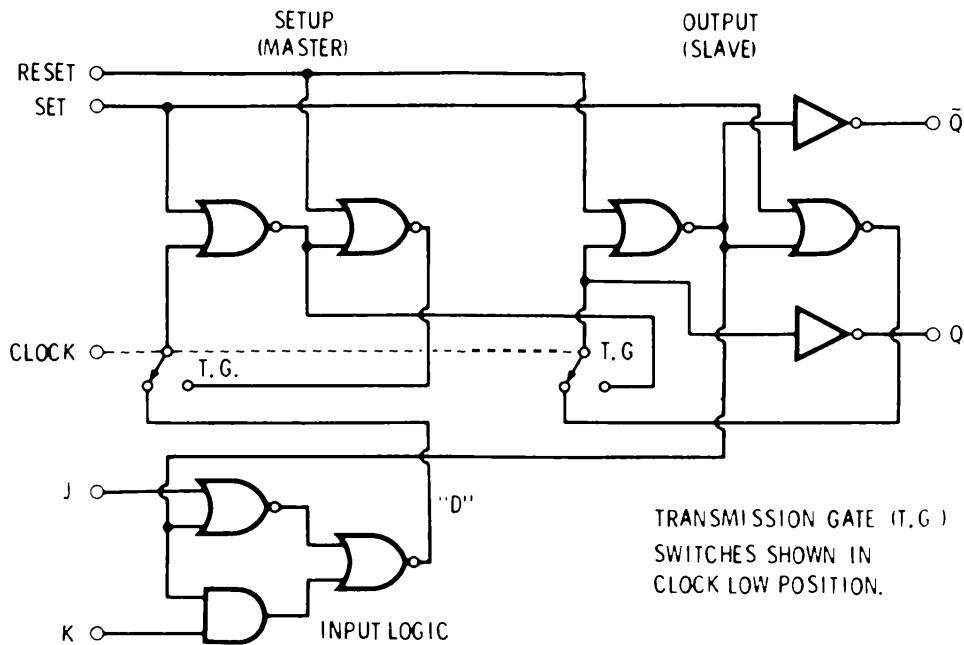 SETUP
(MASTER)
OUTPUT
(SLAVE)
RESET
SET
Q̃
CLOCK
T.G.
T.G
Q
J
"D"
K
INPUT LOGIC
TRANSMISSION GATE (T.G)
SWITCHES SHOWN IN
CLOCK LOW POSITION.